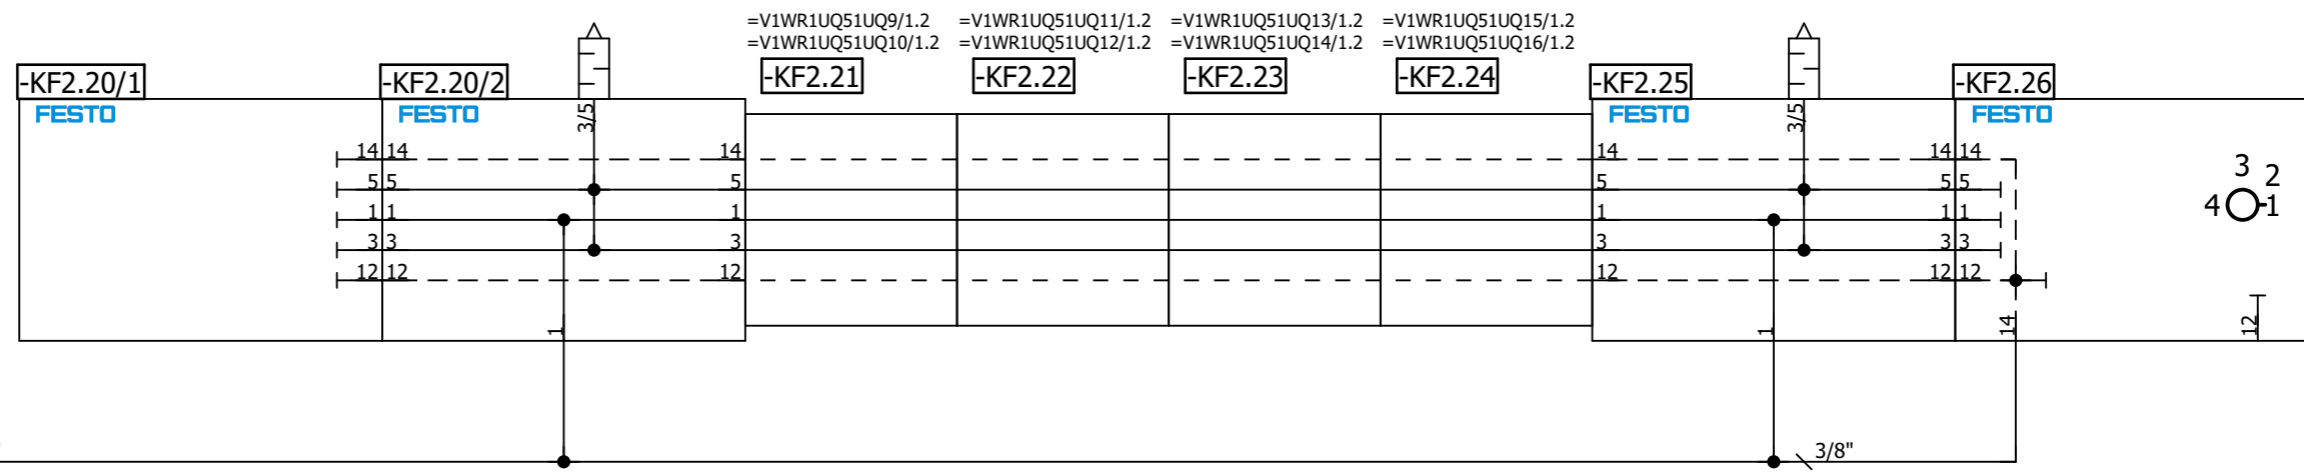 =V1WR1UQ51UQ9/1.2 =V1WR1UQ51UQ11/1.2 =V1WR1UQ51UQ13/1.2 =V1WR1UQ51UQ15/1.2
=V1WR1UQ51UQ10/1.2 =V1WR1UQ51UQ12/1.2 =V1WR1UQ51UQ14/1.2 =V1WR1UQ51UQ16/1.2
-KF2.20/1 -KF2.20/2 -KF2.21 -KF2.22 -KF2.23 -KF2.24 -KF2.25 -KF2.26
FESTO FESTO FESTO FESTO
3/5 3/5
14 14 14 14 14 14
5 5 5 5 5 5
1 1 1 1 1 1
3 3 3 3 3 3
12 12 12 12 12 12
3 2
4 1
1 1 14 12
3/8"